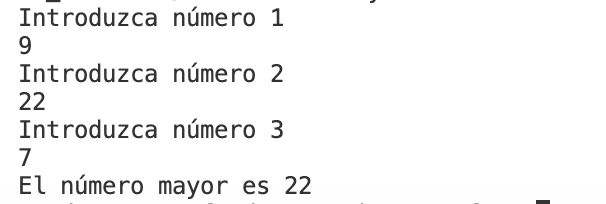 Introduzca número 1
9
Introduzca número 2
22
Introduzca número 3
7
El número mayor es 22